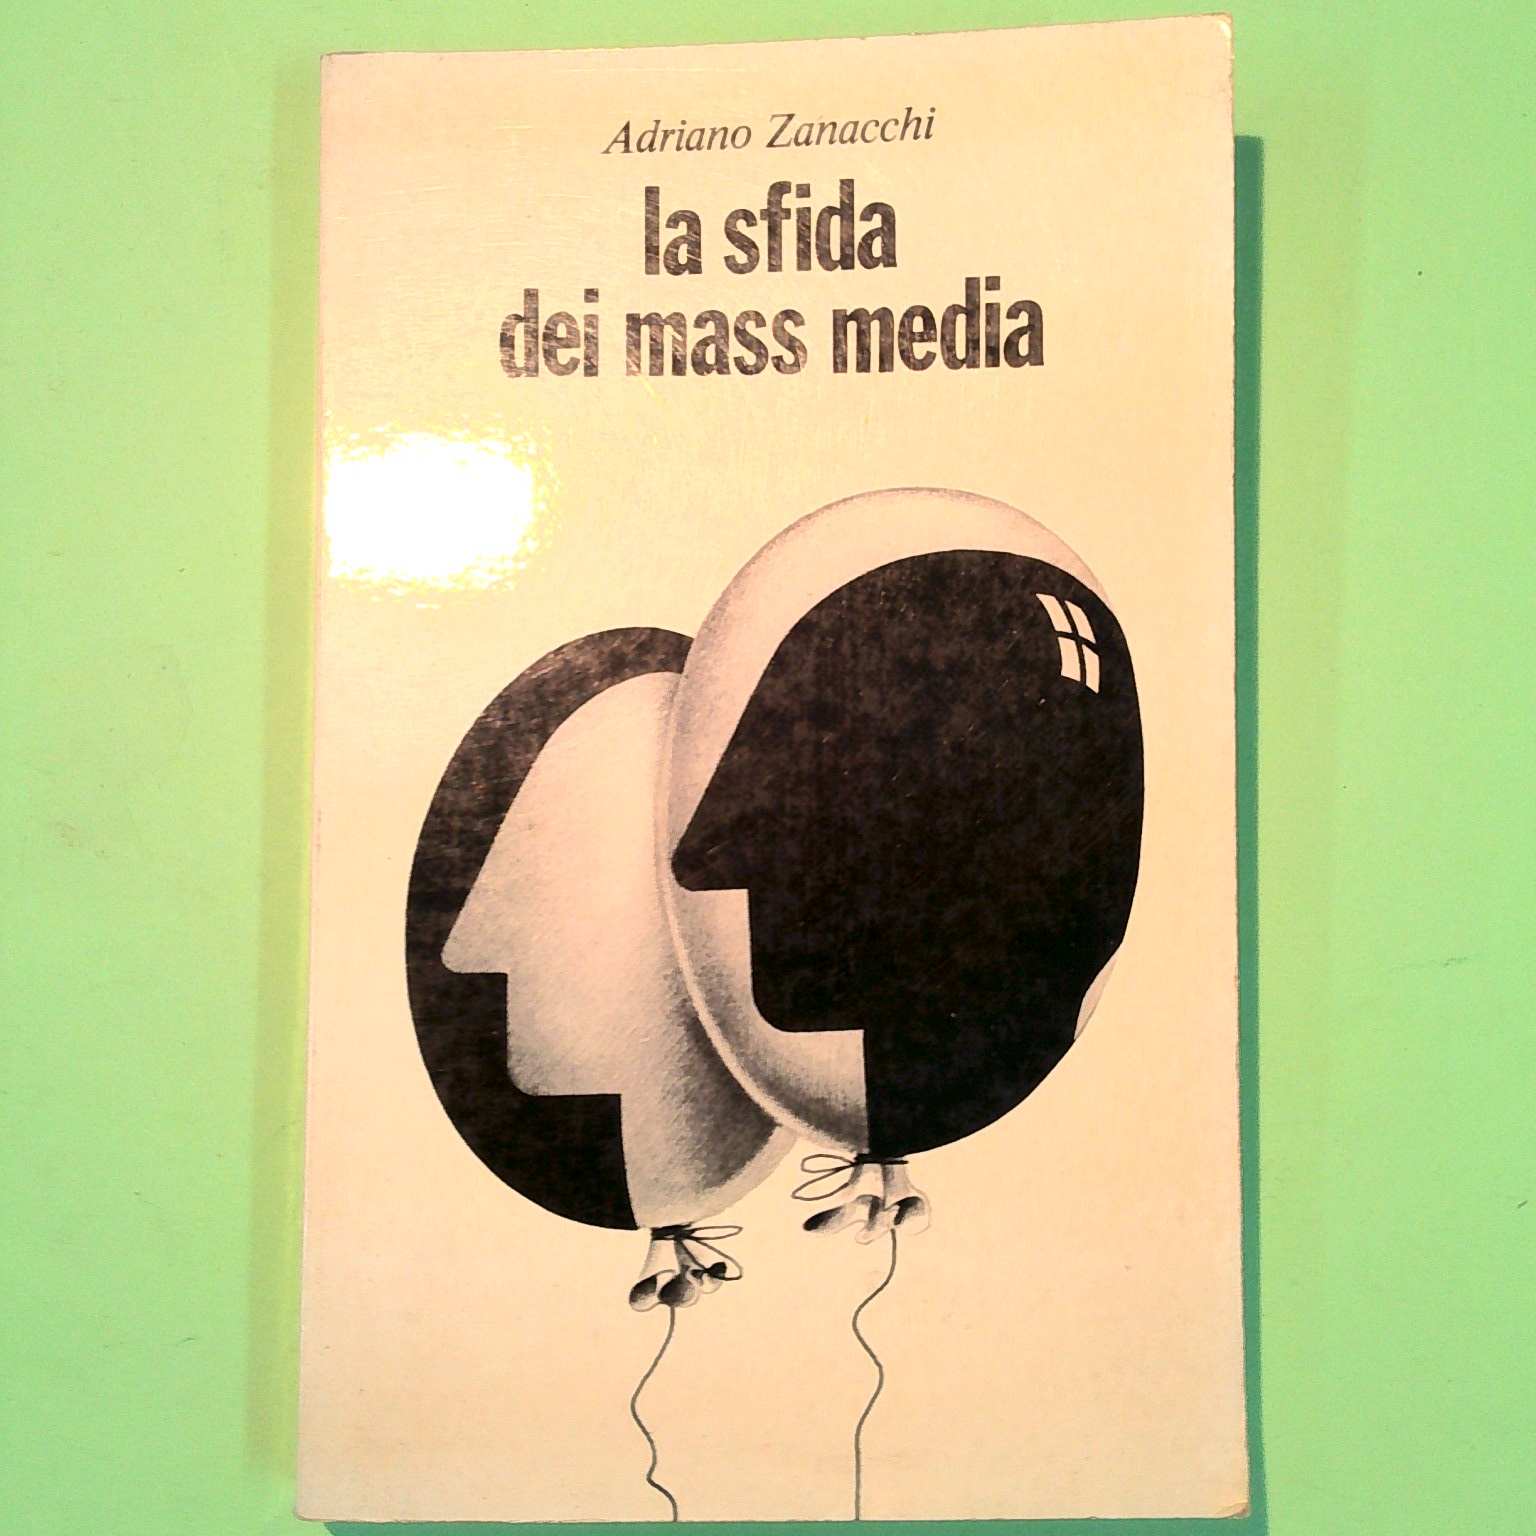 Adriano Zanacchi
la sfida
dei mass media